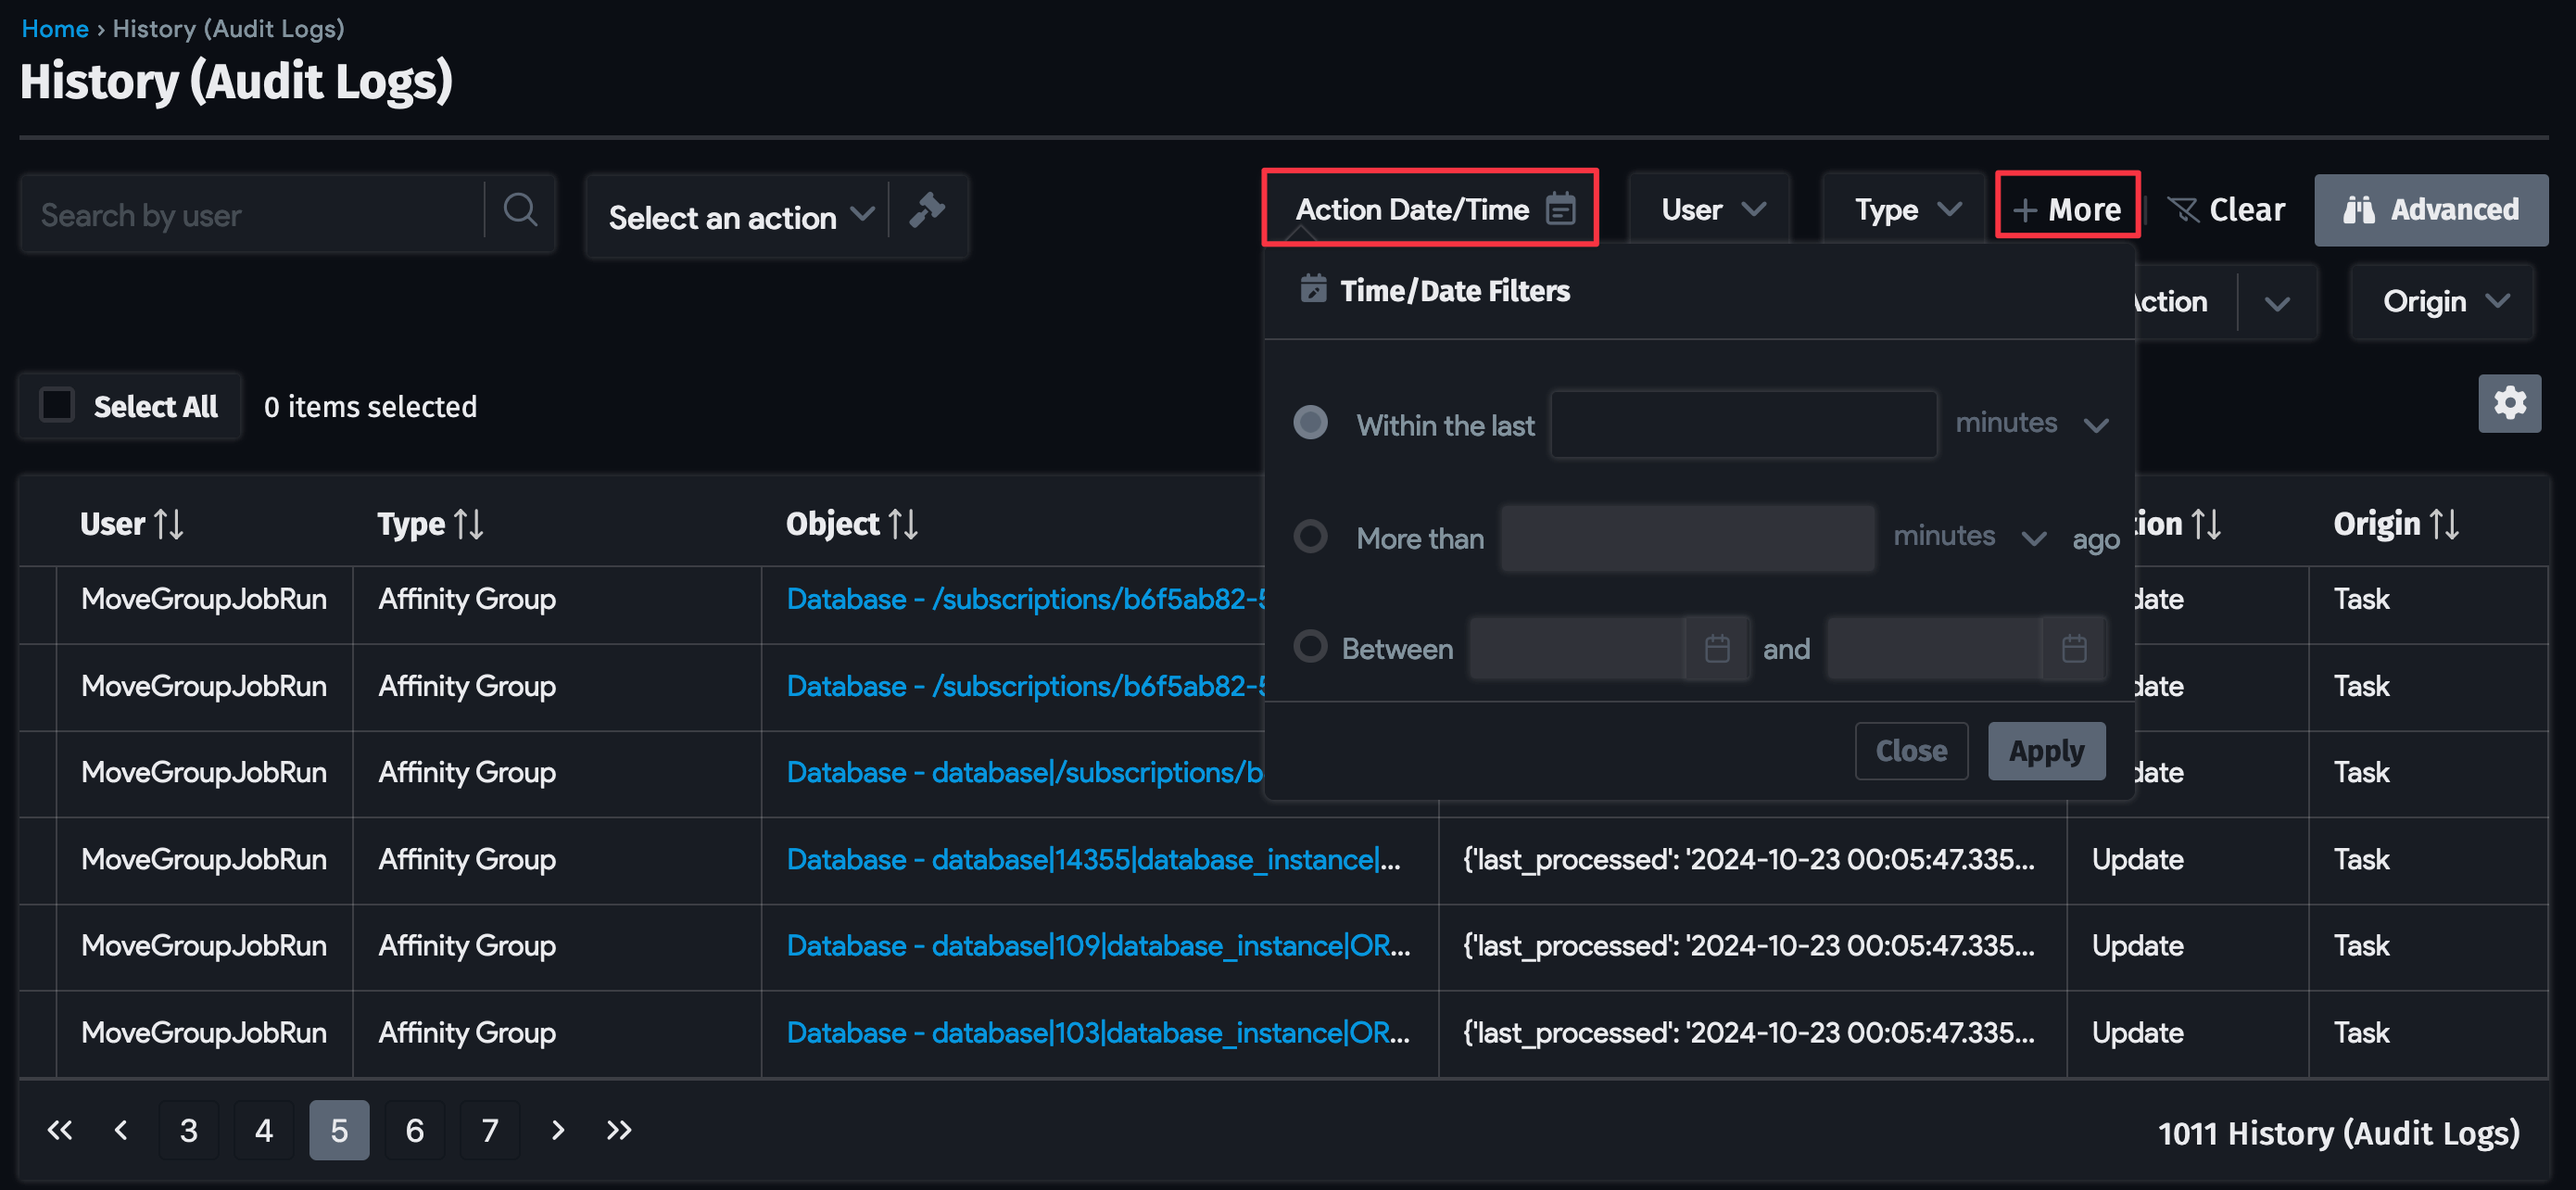 Home › History (Audit Logs)
History (Audit Logs)
Search by user
Select an action
Action Date/Time
User
Type
+ More
Clear
Advanced
Time/Date Filters
Action
Origin
Select All
0 items selected
Within the last
minutes
More than
minutes
ago
Between
and
Close
Apply
User Type Object tion Origin
MoveGroupJobRun Affinity Group Database - /subscriptions/b6f5ab82-5 date Task
MoveGroupJobRun Affinity Group Database - /subscriptions/b6f5ab82-5 date Task
MoveGroupJobRun Affinity Group Database - database|/subscriptions/b date Task
MoveGroupJobRun Affinity Group Database - database|14355|database_instance|... {'last_processed': '2024-10-23 00:05:47.335... Update Task
MoveGroupJobRun Affinity Group Database - database|109|database_instance|OR... {'last_processed': '2024-10-23 00:05:47.335... Update Task
MoveGroupJobRun Affinity Group Database - database|103|database_instance|OR... {'last_processed': '2024-10-23 00:05:47.335... Update Task
« ‹ 3 4 5 6 7 › »
1011 History (Audit Logs)